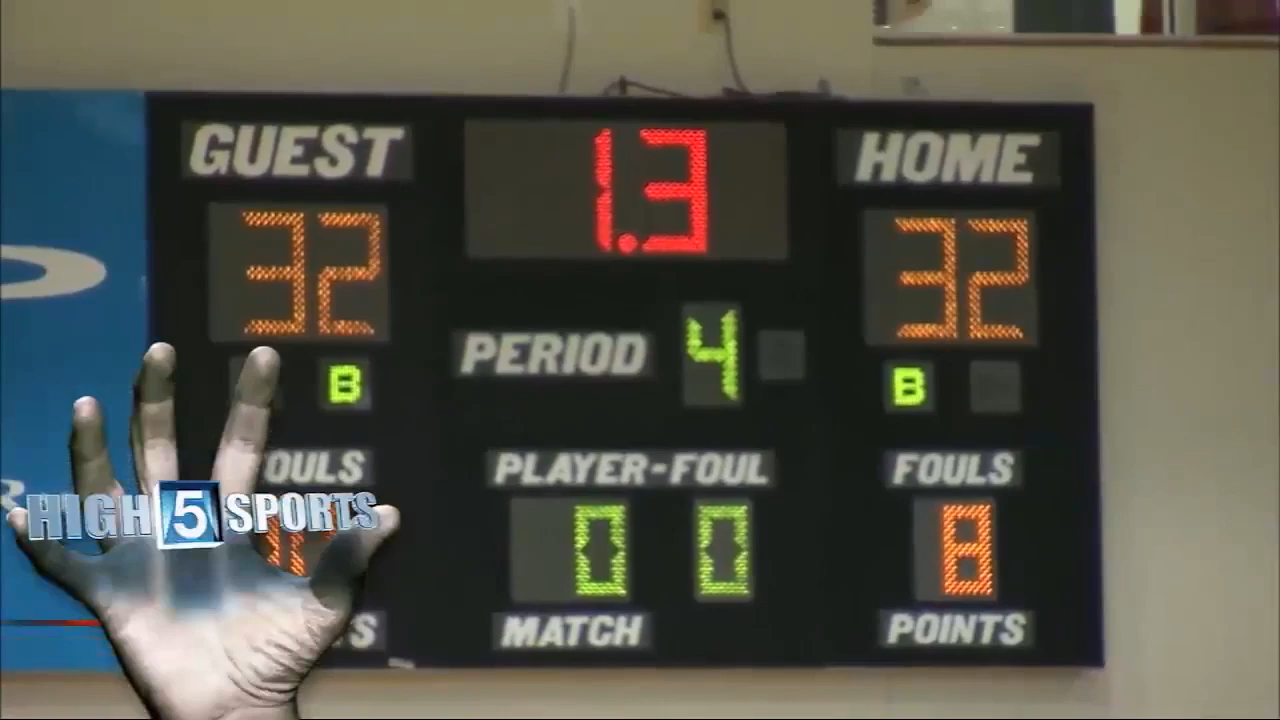 GUEST
1.3
HOME
32
32
PERIOD
4
B
B
OULS
PLAYER-FOUL
FOULS
HIGH 5 SPORTS
0 0
8
MATCH
POINTS